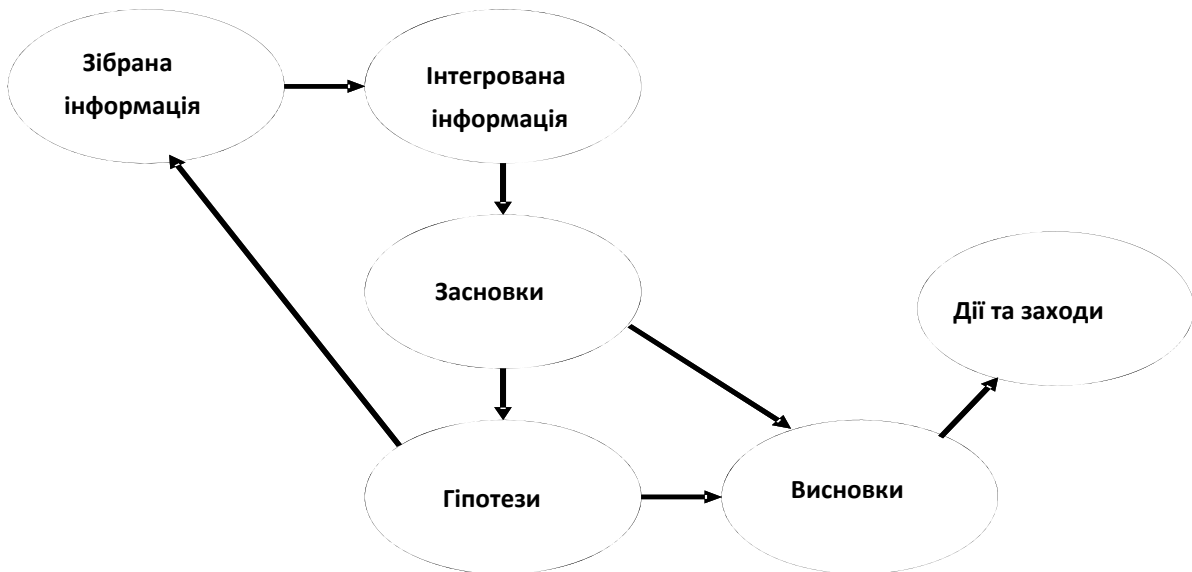 Зібрана
інформація
Інтегрована
інформація
Засновки
Дії та заходи
Гіпотези
Висновки